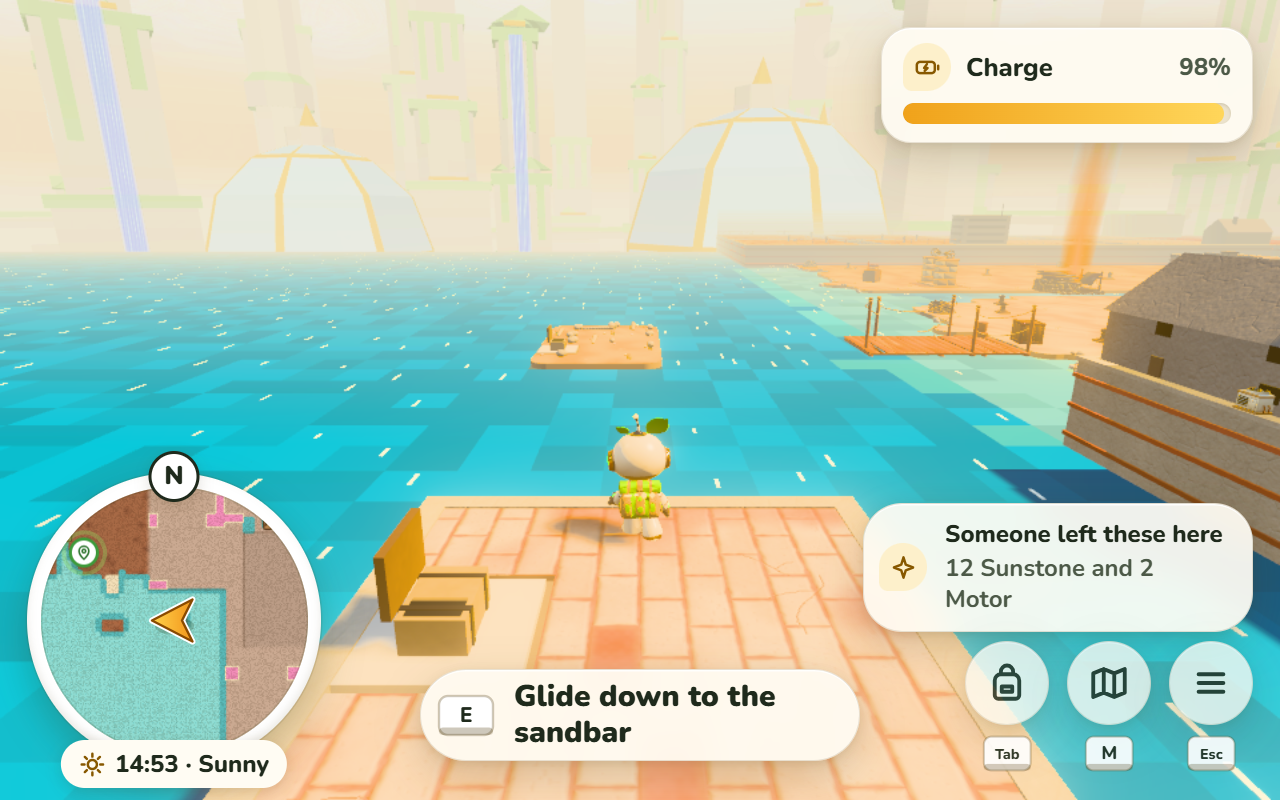 Charge 98%
N
Someone left these here
12 Sunstone and 2
Motor
E Glide down to the
sandbar
14:53 · Sunny
Tab M Esc